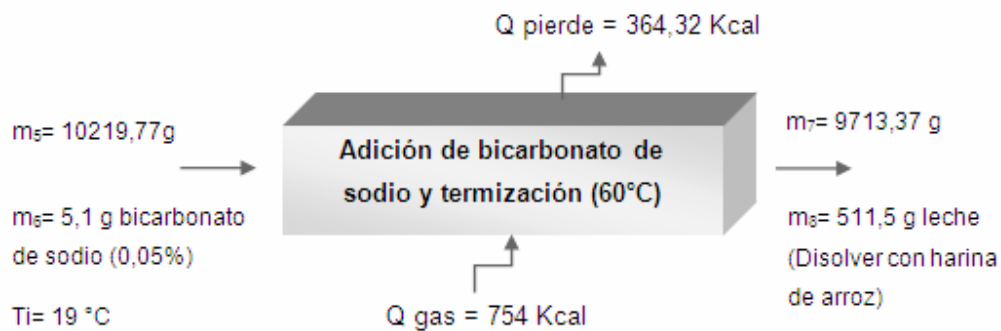 Q pierde = 364,32 Kcal
m₅= 10219,77g
Adición de bicarbonato de
sodio y termización (60°C)
m₇= 9713,37 g
m₆= 5,1 g bicarbonato
de sodio (0,05%)
m₈= 511,5 g leche
(Disolver con harina
de arroz)
Ti= 19 °C
Q gas = 754 Kcal